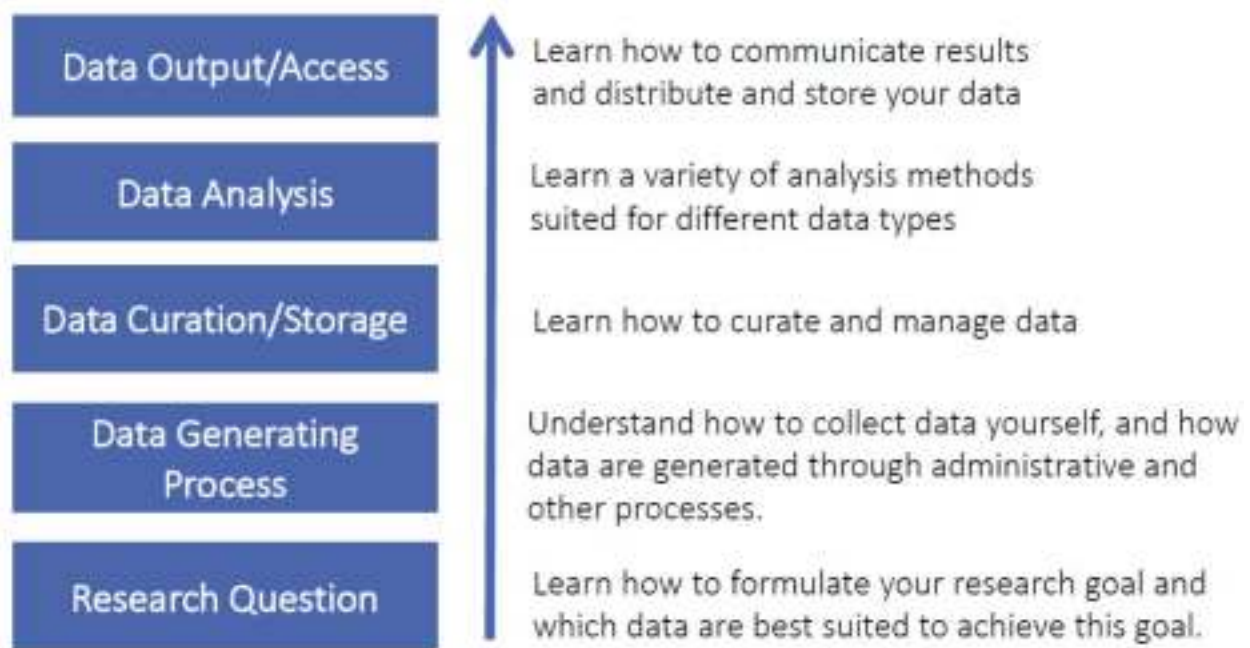 Data Output/Access
Learn how to communicate results
and distribute and store your data
Data Analysis
Learn a variety of analysis methods
suited for different data types
Data Curation/Storage
Learn how to curate and manage data
Data Generating
Process
Understand how to collect data yourself, and how
data are generated through administrative and
other processes.
Research Question
Learn how to formulate your research goal and
which data are best suited to achieve this goal.